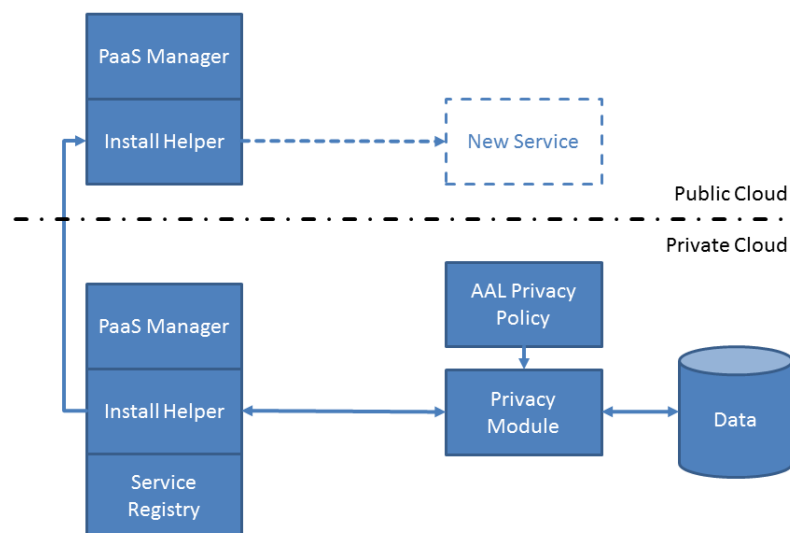 PaaS Manager
Install Helper
New Service
Public Cloud
Private Cloud
PaaS Manager
Install Helper
Service
Registry
AAL Privacy
Policy
Privacy
Module
Data